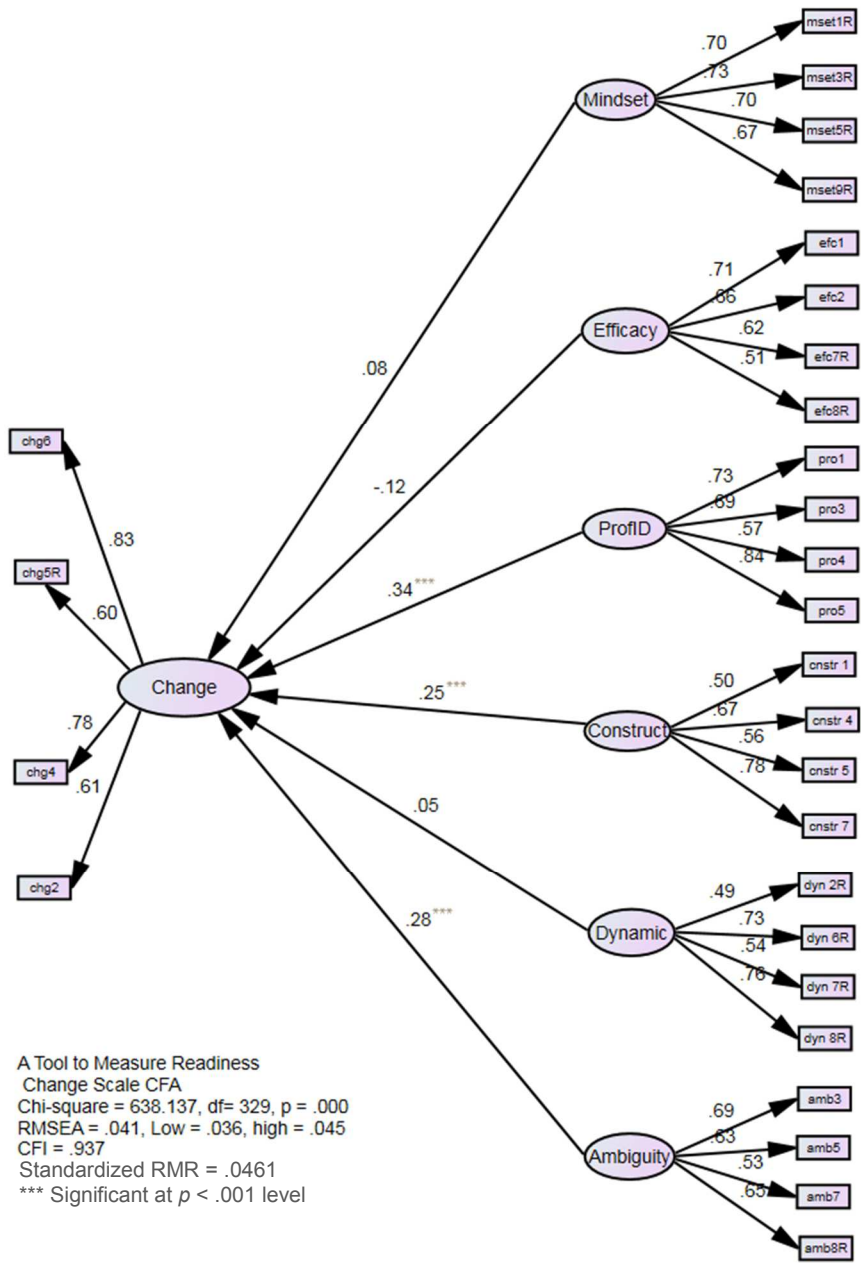 mset1R
.70
.73
mset3R
Mindset
.70
mset5R
.67
mset9R
efc1
.71
.66
efc2
Efficacy
.62
efc7R
.51
efc8R
.08
chg6
-.12
pro1
.73
.69
pro3
ProfID
.57
pro4
.84
pro5
.83
chg5R
.60
.34***
Change
.25***
cnstr 1
.50
.67
cnstr 4
Construct
.56
cnstr 5
.78
cnstr 7
.78
chg4
.61
chg2
.05
dyn 2R
.49
.73
dyn 6R
Dynamic
.54
dyn 7R
.76
dyn 8R
.28***
amb3
.69
.63
amb5
Ambiguity
.53
amb7
.65
amb8R
A Tool to Measure Readiness
Change Scale CFA
Chi-square = 638.137, df= 329, p = .000
RMSEA = .041, Low = .036, high = .045
CFI = .937
Standardized RMR = .0461
*** Significant at p < .001 level